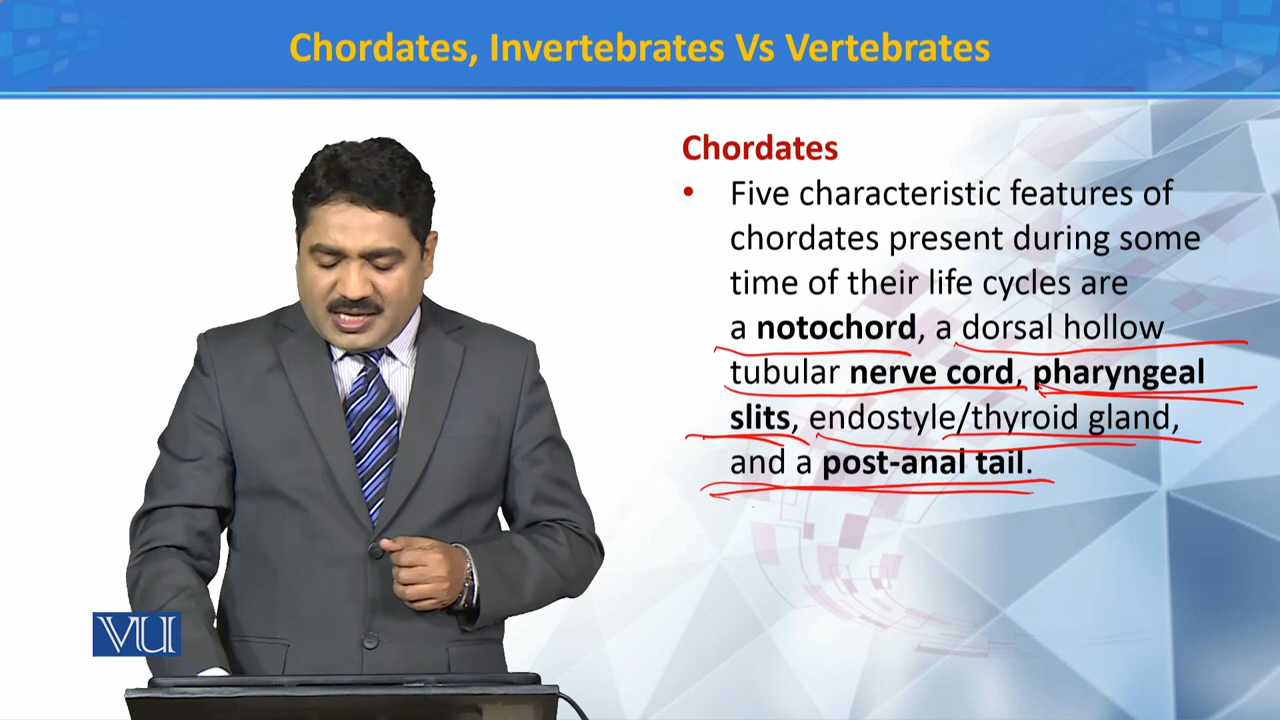 Chordates, Invertebrates Vs Vertebrates
Chordates
• Five characteristic features of
chordates present during some
time of their life cycles are
a notochord, a dorsal hollow
tubular nerve cord, pharyngeal
slits, endostyle/thyroid gland,
and a post-anal tail.
VU